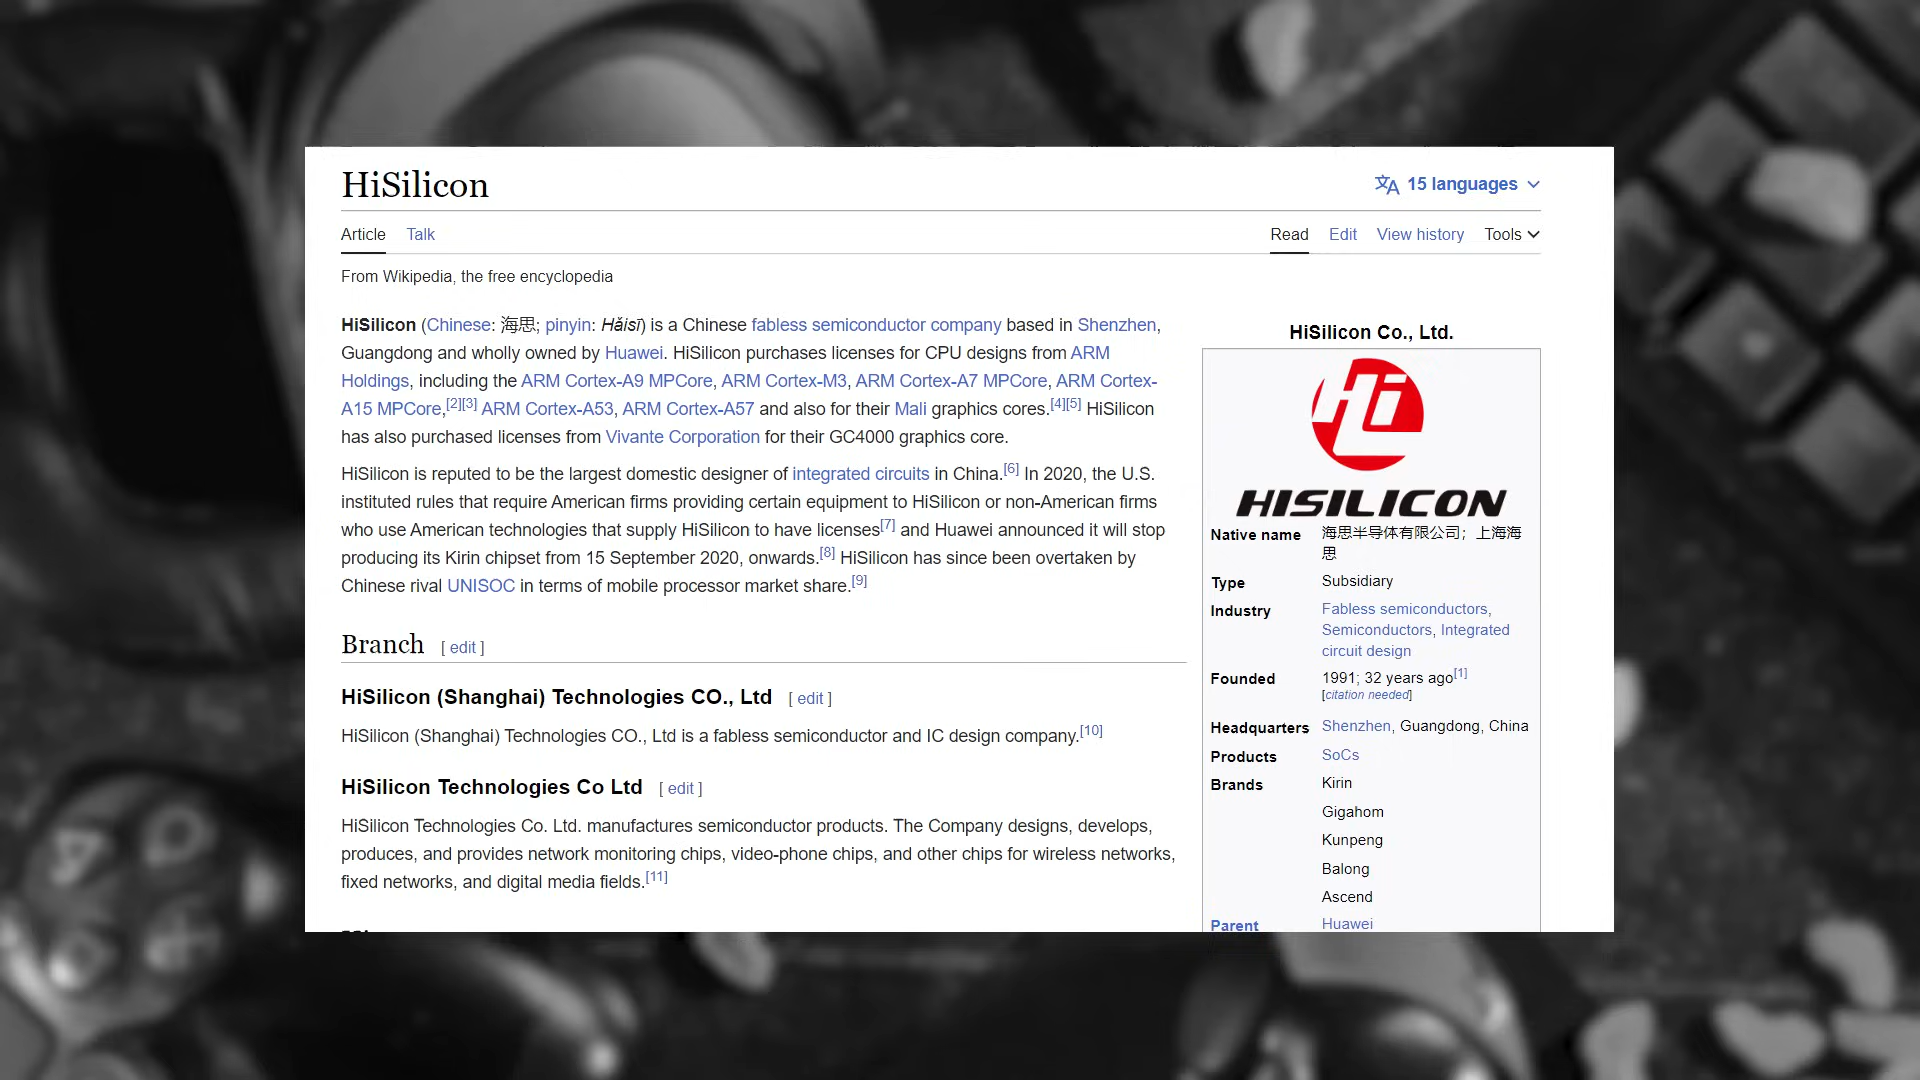 HiSilicon
15 languages
Article Talk
Read Edit View history Tools
From Wikipedia, the free encyclopedia
HiSilicon (Chinese: 海思; pinyin: Hǎisī) is a Chinese fabless semiconductor company based in Shenzhen,
Guangdong and wholly owned by Huawei. HiSilicon purchases licenses for CPU designs from ARM
Holdings, including the ARM Cortex-A9 MPCore, ARM Cortex-M3, ARM Cortex-A7 MPCore, ARM Cortex-
A15 MPCore,[2][3] ARM Cortex-A53, ARM Cortex-A57 and also for their Mali graphics cores.[4][5] HiSilicon
has also purchased licenses from Vivante Corporation for their GC4000 graphics core.
HiSilicon is reputed to be the largest domestic designer of integrated circuits in China.[6] In 2020, the U.S.
instituted rules that require American firms providing certain equipment to HiSilicon or non-American firms
who use American technologies that supply HiSilicon to have licenses[7] and Huawei announced it will stop
producing its Kirin chipset from 15 September 2020, onwards.[8] HiSilicon has since been overtaken by
Chinese rival UNISOC in terms of mobile processor market share.[9]
Branch [ edit ]
HiSilicon (Shanghai) Technologies CO., Ltd [ edit ]
HiSilicon (Shanghai) Technologies CO., Ltd is a fabless semiconductor and IC design company.[10]
HiSilicon Technologies Co Ltd [ edit ]
HiSilicon Technologies Co. Ltd. manufactures semiconductor products. The Company designs, develops,
produces, and provides network monitoring chips, video-phone chips, and other chips for wireless networks,
fixed networks, and digital media fields.[11]
HiSilicon Co., Ltd.
Hi
HISILICON
Native name 海思半导体有限公司；上海海
思
Type Subsidiary
Industry Fabless semiconductors,
Semiconductors, Integrated
circuit design
Founded 1991; 32 years ago[1]
[citation needed]
Headquarters Shenzhen, Guangdong, China
Products SoCs
Brands Kirin
Gigahom
Kunpeng
Balong
Ascend
Parent Huawei